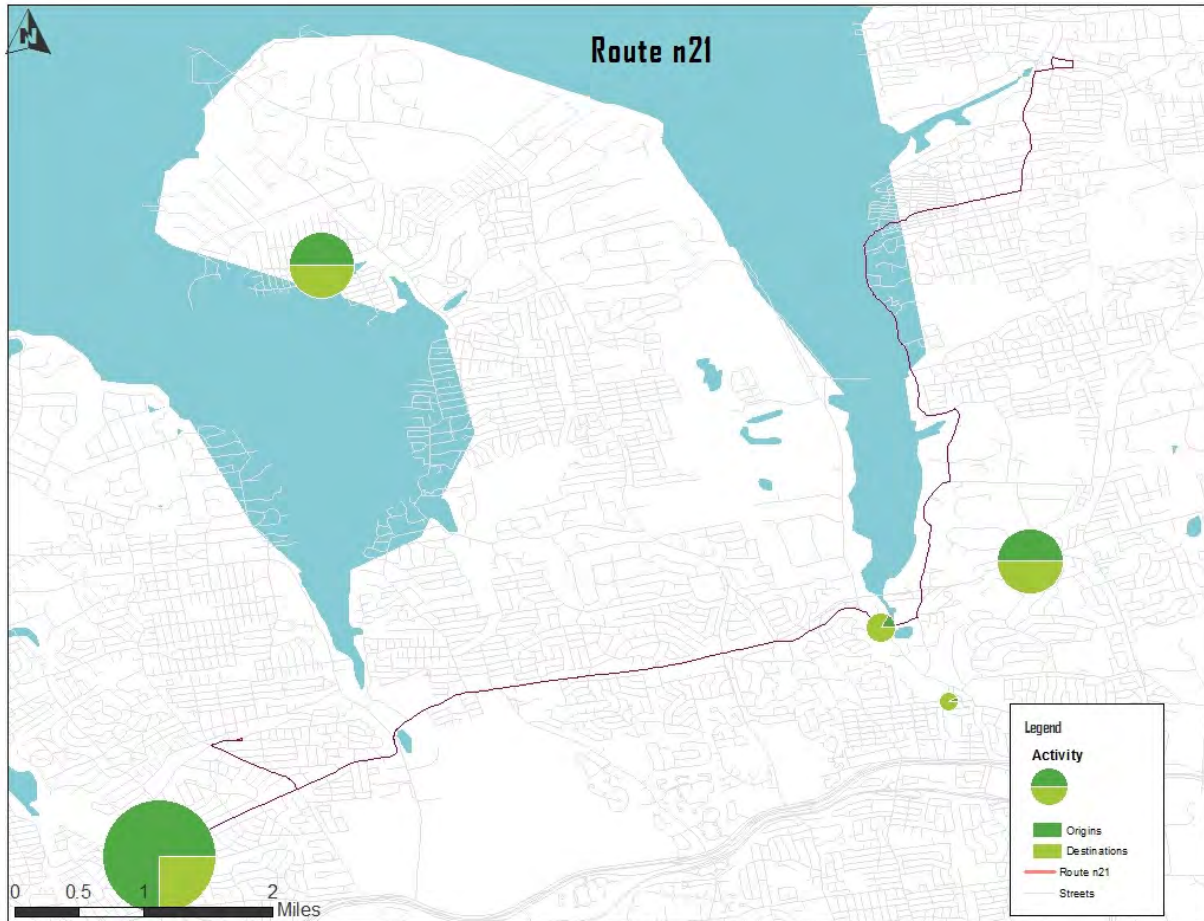 N
Route n21
Legend
Activity
Origins
Destinations
Route n21
Streets
0 0.5 1 2
Miles